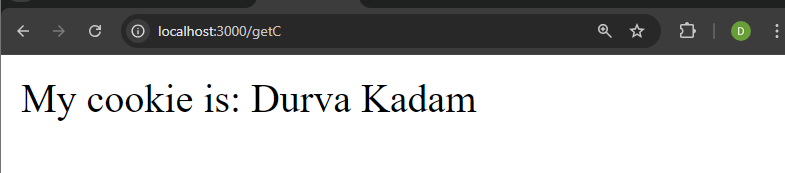 localhost:3000/getC
D
My cookie is: Durva Kadam